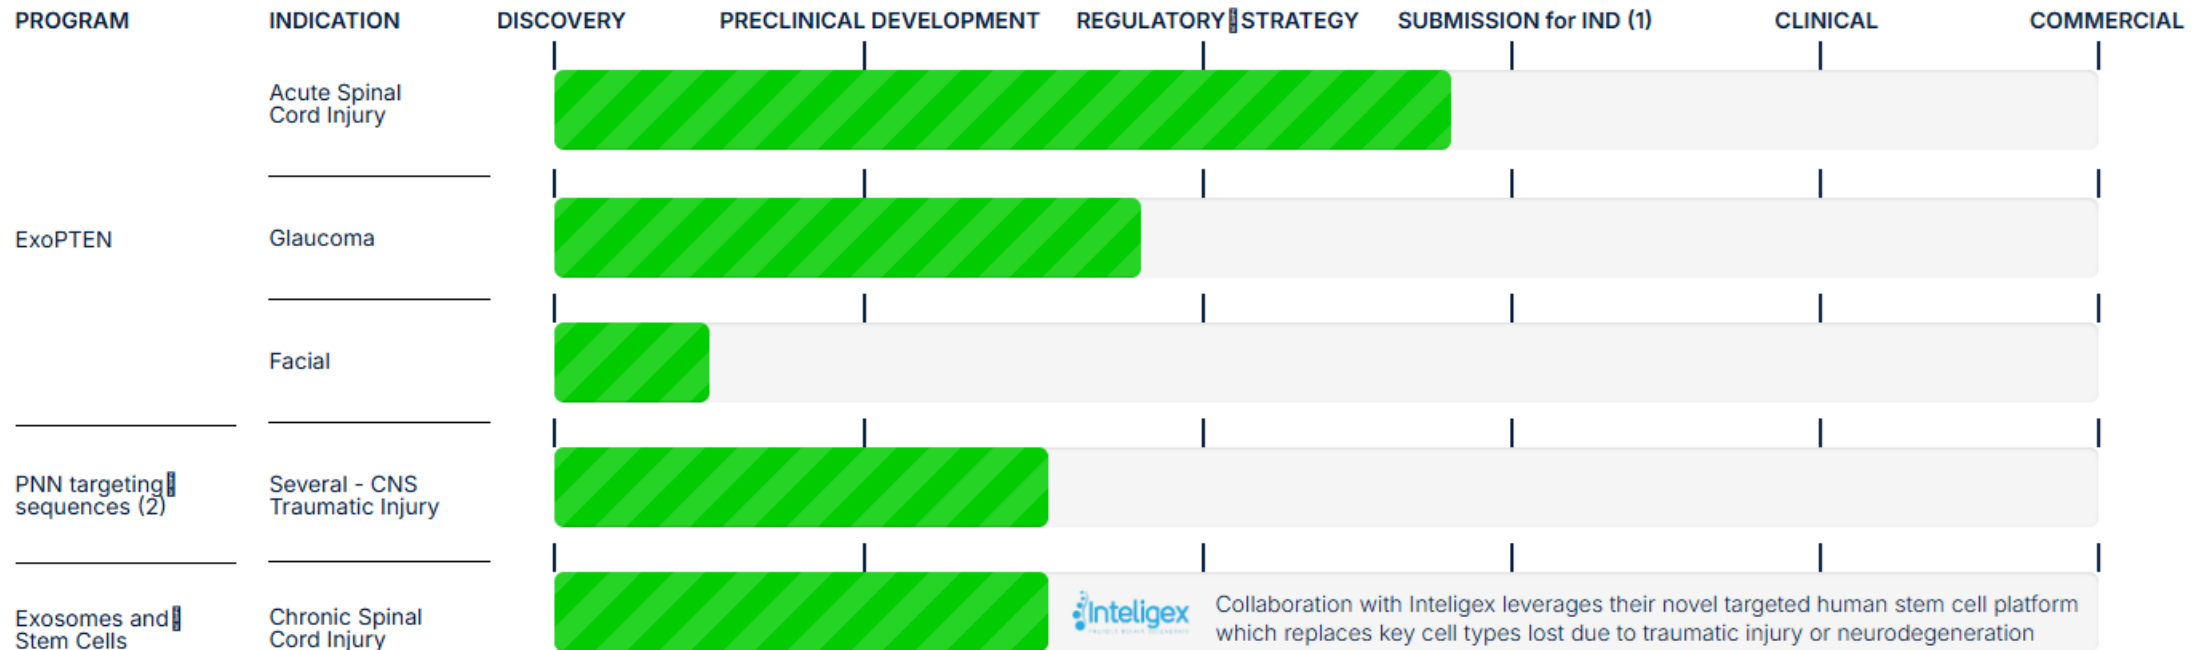 PROGRAM
INDICATION
DISCOVERY
PRECLINICAL DEVELOPMENT
REGULATORY STRATEGY
SUBMISSION for IND (1)
CLINICAL
COMMERCIAL
ExoPTEN
Acute Spinal
Cord Injury
Glaucoma
Facial
PNN targeting
sequences (2)
Several - CNS
Traumatic Injury
Exosomes and
Stem Cells
Chronic Spinal
Cord Injury
Inteligex
Collaboration with Inteligex leverages their novel targeted human stem cell platform
which replaces key cell types lost due to traumatic injury or neurodegeneration